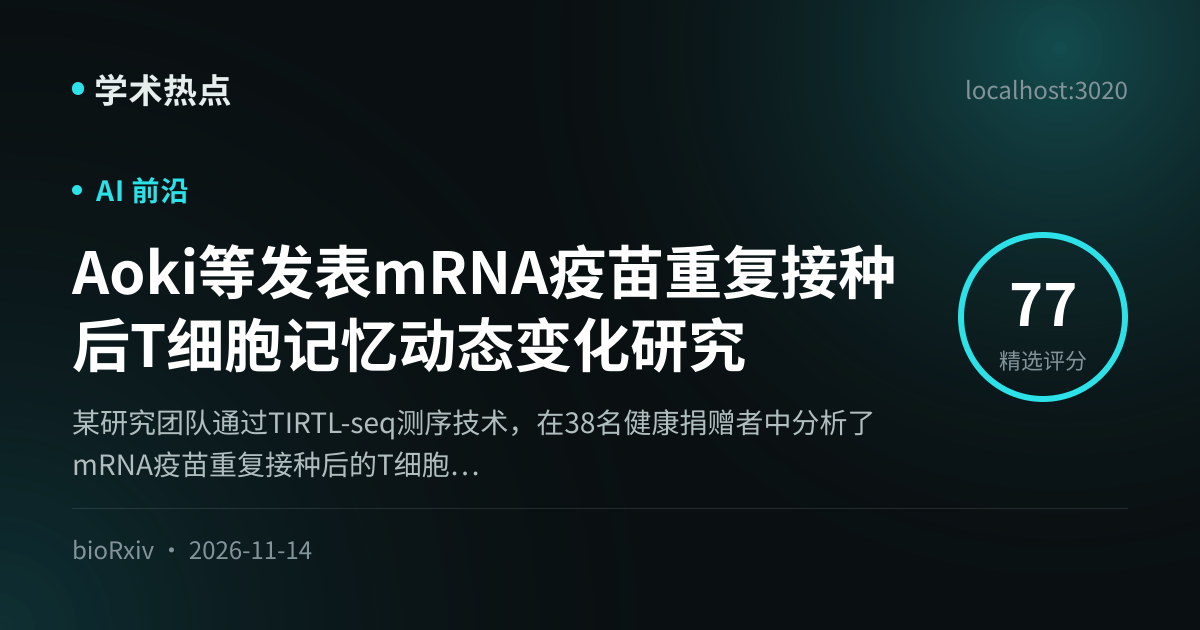 学术热点
localhost:3020
AI 前沿
Aoki等发表mRNA疫苗重复接种
后T细胞记忆动态变化研究
77
精选评分
某研究团队通过TIRTL-seq测序技术，在38名健康捐赠者中分析了
mRNA疫苗重复接种后的T细胞…
bioRxiv · 2026-11-14